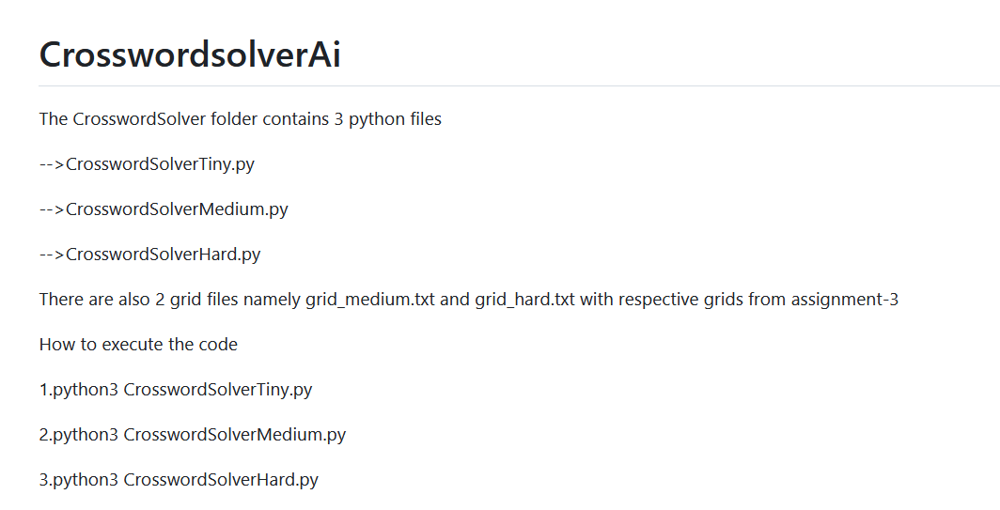 CrosswordsolverAi
The CrosswordSolver folder contains 3 python files
-->CrosswordSolverTiny.py
-->CrosswordSolverMedium.py
-->CrosswordSolverHard.py
There are also 2 grid files namely grid_medium.txt and grid_hard.txt with respective grids from assignment-3
How to execute the code
1.python3 CrosswordSolverTiny.py
2.python3 CrosswordSolverMedium.py
3.python3 CrosswordSolverHard.py